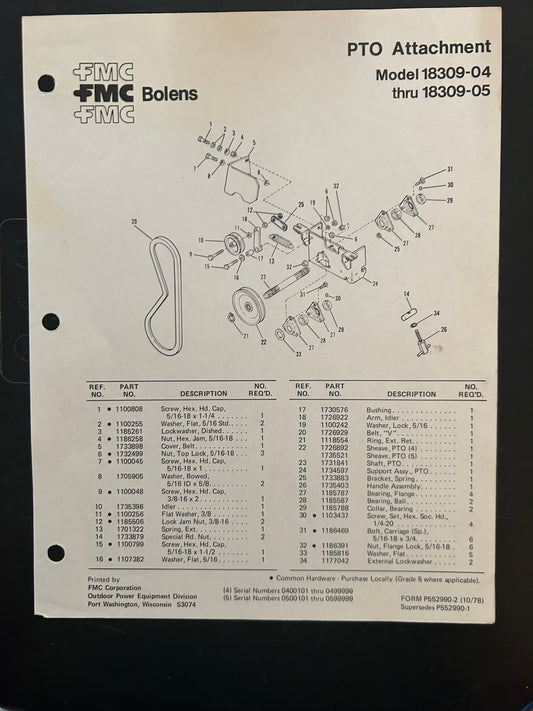 PTO Attachment
Model 18309-04
thru 18309-05
FMC
FMC Bolens
FMC
REF. NO. PART NO. DESCRIPTION NO. REQ'D.
1 • 1100808 Screw, Hex. Hd. Cap,
5/16-18 x 1-1/4 . . . . . . 1
2 • 1100255 Washer, Flat, 5/16 Std. . . . 2
3 1185261 Lockwasher, Dished . . . . . 1
4 • 1186258 Nut, Hex Jam, 5/16-18 . . . 1
5 1733898 Cover, Belt . . . . . . 1
6 • 1732499 Nut, Top Lock, 5/16-18 . . . 3
7 • 1100045 Screw, Hex. Hd. Cap,
5/16-18 x 1 . . . . . . 1
8 1705905 Washer, Bowed,
5/16 ID x 5/8 . . . . . . 2
9 • 1100048 Screw, Hex. Hd. Cap,
3/8-16 x 2 . . . . . . 1
10 1735398 Idler . . . . . . 1
11 • 1100256 Flat Washer, 3/8 . . . . . . 1
12 • 1185506 Lock Jam Nut, 3/8-16 . . . . 2
13 1701322 Spring, Ext. . . . . . 1
14 1733879 Special Rd. Nut . . . . . . 2
15 • 1100799 Screw, Hex. Hd. Cap,
5/16-18 x 1-1/2 . . . . . . 1
16 • 1107382 Washer, Flat, 5/16 . . . . . . 1
17 1730576 Bushing . . . . . . 1
18 1726922 Arm, Idler . . . . . . 1
19 1100242 Washer, Lock, 5/16 . . . . . . 1
20 1726929 Belt, "V" . . . . . . 1
21 1118554 Ring, Ext. Ret. . . . . . 1
22 1726892 Sheave, PTO (4) . . . . . . 1
1735521 Sheave, PTO (5) . . . . . . 1
23 1731841 Shaft, PTO . . . . . . 1
24 1734597 Support Assy., PTO . . . . . . 1
25 1733883 Bracket, Spring . . . . . . 1
26 1735403 Handle Assembly . . . . . . 1
27 1185787 Bearing, Flange . . . . . . 4
28 1185587 Bearing, Ball . . . . . . 2
29 1185788 Collar, Bearing . . . . . . 2
30 • 1103437 Screw, Set, Hex. Soc. Hd.,
1/4-20 . . . . . . 4
31 • 1186469 Bolt, Carriage (Sp.),
5/16-18 x 3/4 . . . . . . 6
32 • 1186391 Nut, Flange Lock, 5/16-18 . 6
33 1185816 Washer, Flat . . . . . . 5
34 1177042 External Lockwasher . . . . 2
• Common Hardware - Purchase Locally (Grade 5 where applicable).
Printed by
FMC Corporation
Outdoor Power Equipment Division
Port Washington, Wisconsin 53074
(4) Serial Numbers 0400101 thru 0499999
(5) Serial Numbers 0500101 thru 0599999
FORM P552990-2 (10/78)
Supersedes P552990-1